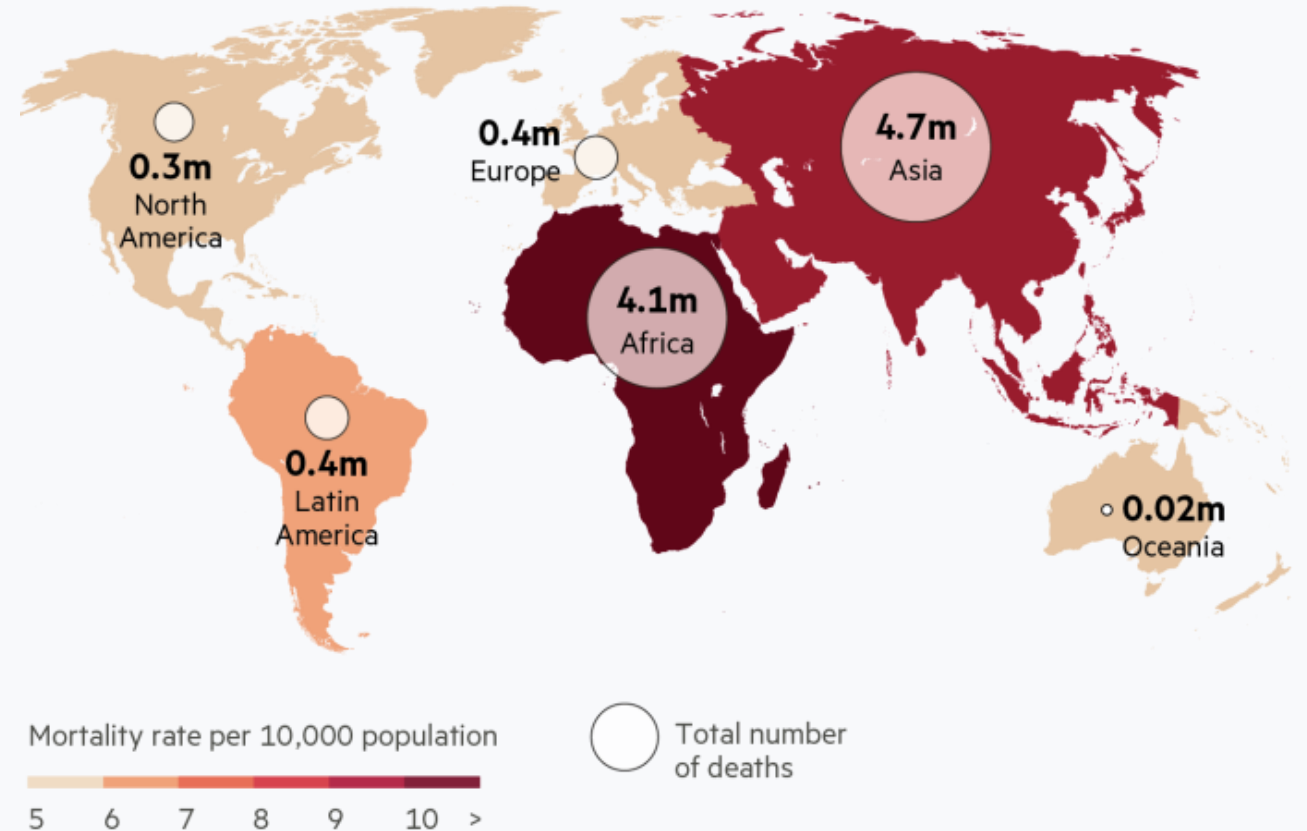 0.3m
North
America
0.4m
Europe
4.7m
Asia
4.1m
Africa
0.4m
Latin
America
0.02m
Oceania
Mortality rate per 10,000 population
5 6 7 8 9 10 >
Total number
of deaths